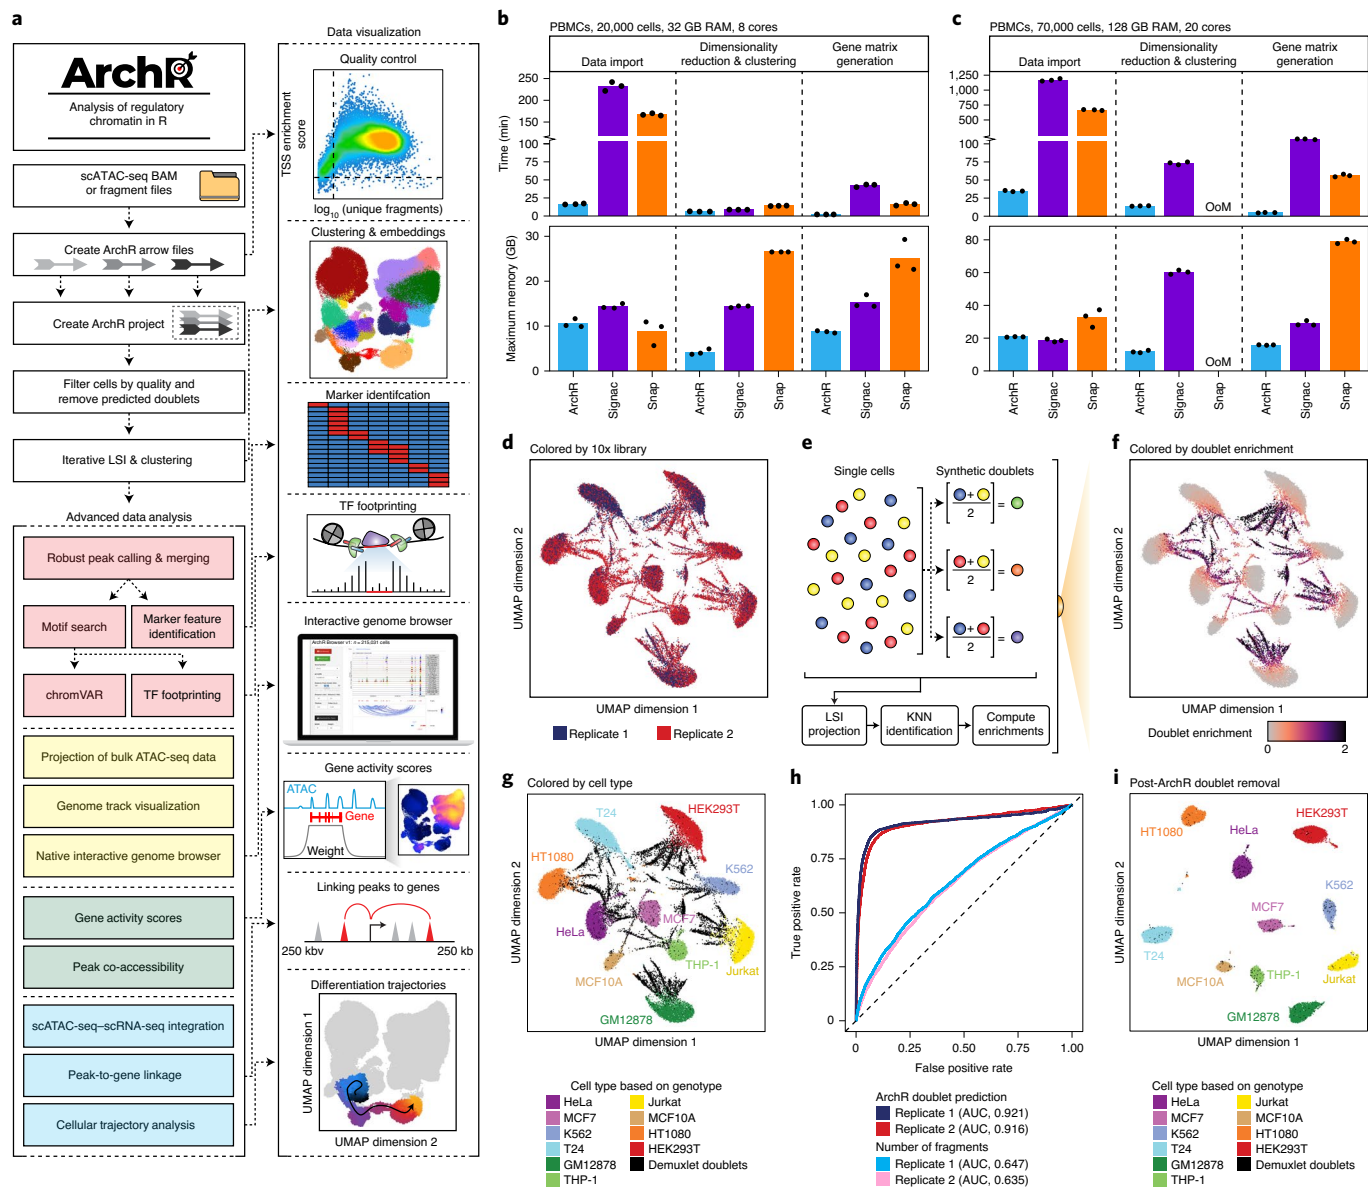 a
ArchR
Analysis of regulatory
chromatin in R
scATAC-seq BAM
or fragment files
Create ArchR arrow files
Create ArchR project
Filter cells by quality and
remove predicted doublets
Iterative LSI & clustering
Advanced data analysis
Robust peak calling & merging
Motif search
Marker feature
identification
chromVAR
TF footprinting
Projection of bulk ATAC-seq data
Genome track visualization
Native interactive genome browser
Gene activity scores
Peak co-accessibility
scATAC-seq–scRNA-seq integration
Peak-to-gene linkage
Cellular trajectory analysis
Data visualization
Quality control
TSS enrichment
score
log10 (unique fragments)
Clustering & embeddings
Marker identifcation
TF footprinting
Interactive genome browser
ArchR Browser v1: n = 215,031 cells
Gene activity scores
ATAC
Gene
Weight
Linking peaks to genes
250 kbv
250 kb
Differentiation trajectories
UMAP dimension 1
UMAP dimension 2
b
PBMCs, 20,000 cells, 32 GB RAM, 8 cores
Data import
Dimensionality
reduction & clustering
Gene matrix
generation
Time (min)
250
200
150
100
75
50
25
0
Maximum memory (GB)
30
20
10
0
ArchR
Signac
Snap
ArchR
Signac
Snap
ArchR
Signac
Snap
c
PBMCs, 70,000 cells, 128 GB RAM, 20 cores
Data import
Dimensionality
reduction & clustering
Gene matrix
generation
1,250
1,000
750
500
100
75
50
25
0
OoM
80
60
40
20
0
OoM
ArchR
Signac
Snap
ArchR
Signac
Snap
ArchR
Signac
Snap
d
Colored by 10x library
UMAP dimension 2
UMAP dimension 1
Replicate 1
Replicate 2
e
Single cells
Synthetic doublets
+
2
=
+
2
=
+
2
=
LSI
projection
KNN
identification
Compute
enrichments
f
Colored by doublet enrichment
UMAP dimension 2
UMAP dimension 1
Doublet enrichment
0
2
g
Colored by cell type
T24
HEK293T
HT1080
K562
HeLa
MCF7
MCF10A
THP-1
Jurkat
GM12878
UMAP dimension 2
UMAP dimension 1
Cell type based on genotype
HeLa
MCF7
K562
T24
GM12878
THP-1
Jurkat
MCF10A
HT1080
HEK293T
Demuxlet doublets
h
True positive rate
1.00
0.75
0.50
0.25
0
0
0.25
0.50
0.75
1.00
False positive rate
ArchR doublet prediction
Replicate 1 (AUC, 0.921)
Replicate 2 (AUC, 0.916)
Number of fragments
Replicate 1 (AUC, 0.647)
Replicate 2 (AUC, 0.635)
i
Post-ArchR doublet removal
HT1080
HeLa
HEK293T
K562
MCF7
T24
MCF10A
THP-1
Jurkat
GM12878
UMAP dimension 2
UMAP dimension 1
Cell type based on genotype
HeLa
MCF7
K562
T24
GM12878
THP-1
Jurkat
MCF10A
HT1080
HEK293T
Demuxlet doublets